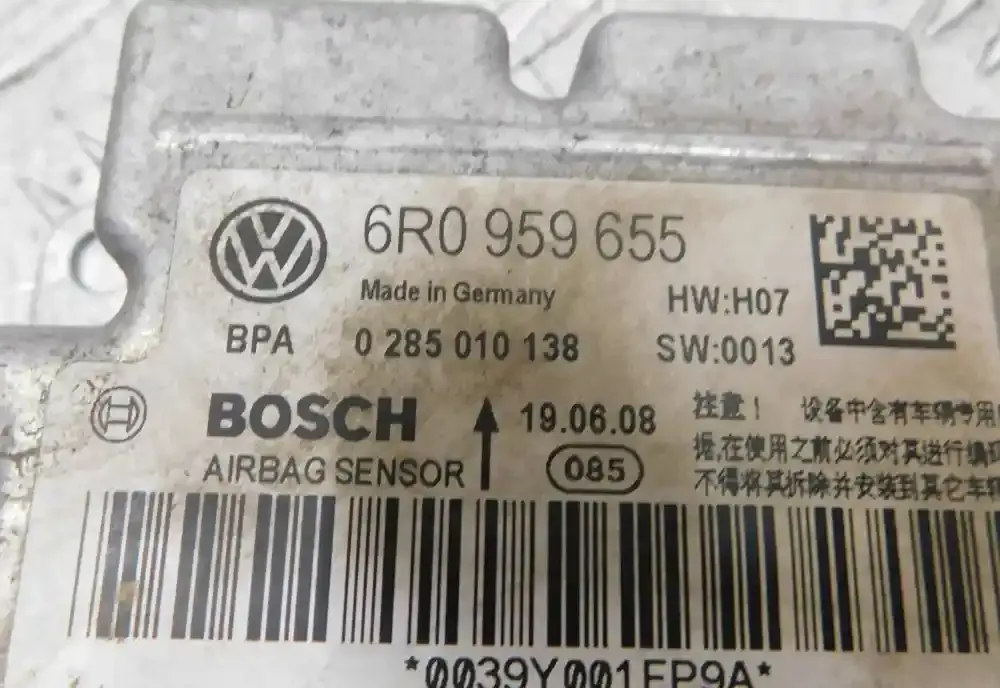 6R0 959 655
Made in Germany
HW:H07
BPA 0 285 010 138
SW:0013
BOSCH
19.06.08
AIRBAG SENSOR
085
注意！ 设备中含有车辆专用
据,在使用之前必须对其进行编码
不得将其拆除并安装到其它车辆
*0039Y001FP9A*